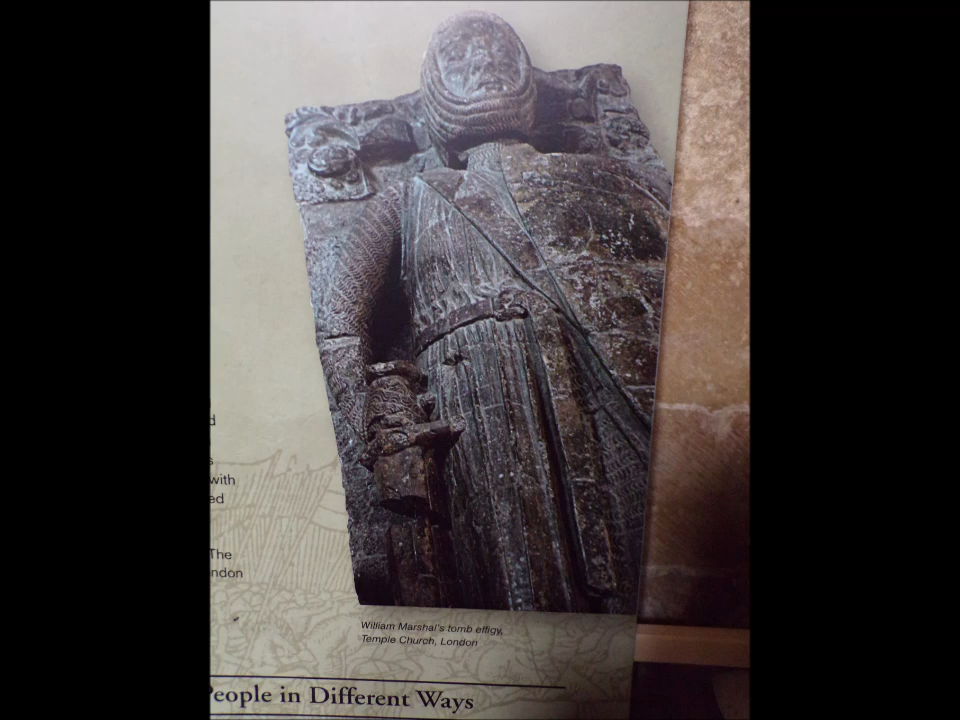 d
s
with
ed
The
ndon
William Marshal's tomb effigy,
Temple Church, London
People in Different Ways